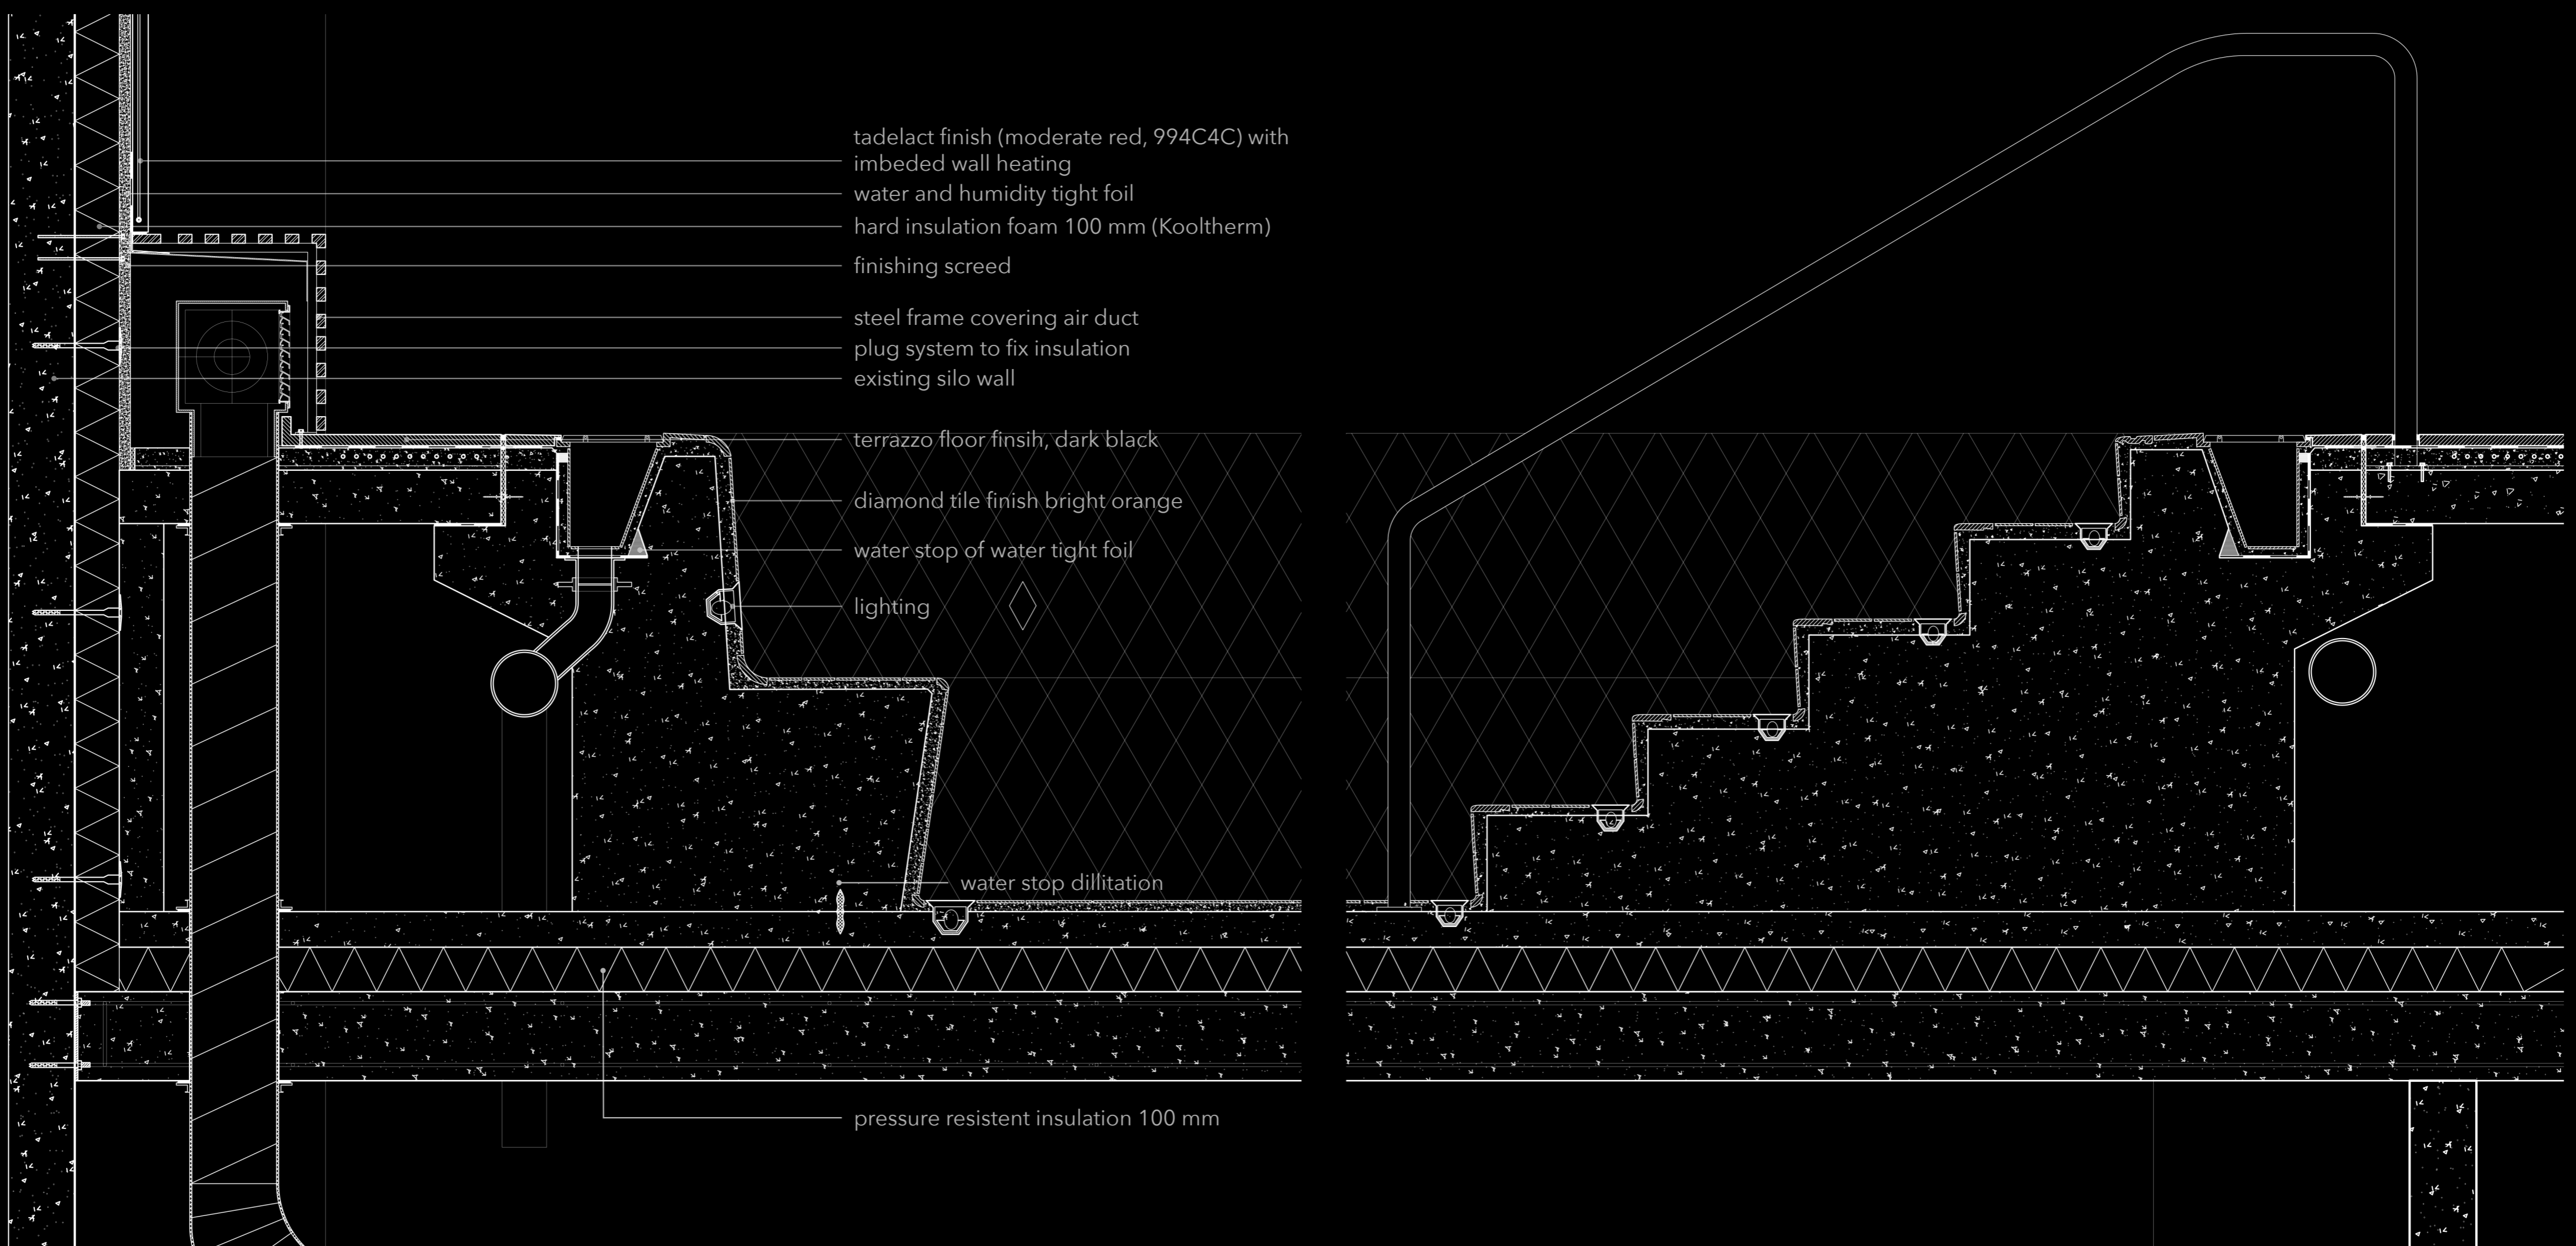 tadelact finish (moderate red, 994C4C) with
imbeded wall heating
water and humidity tight foil
hard insulation foam 100 mm (Kooltherm)
finishing screed
steel frame covering air duct
plug system to fix insulation
existing silo wall
terrazzo floor finsih, dark black
diamond tile finish bright orange
water stop of water tight foil
lighting
water stop dillitation
pressure resistent insulation 100 mm